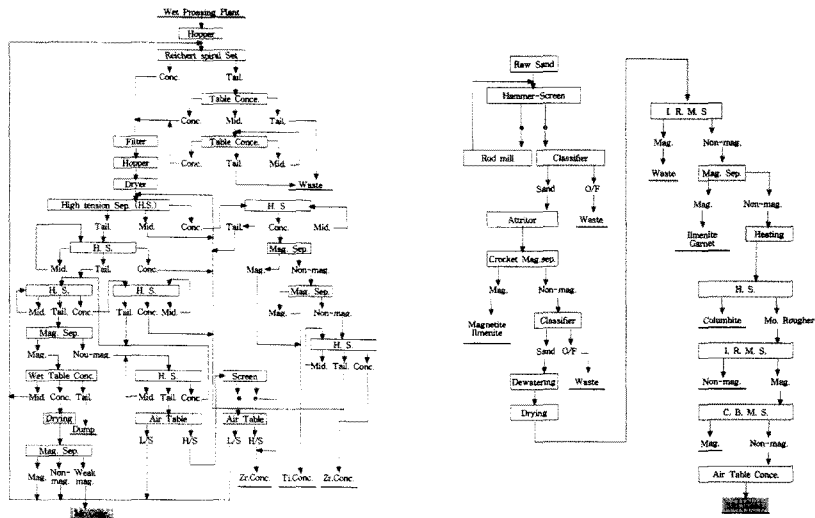 Wet Prossing Plant
Hopper
Reichert spiral Set
Conc. Tail.
Table Conce.
Conc. Mid. Tail.
Filter Table Conce.
Hopper Conc. Tail. Mid.
Dryer Waste
High tension Sep. (H.S.) H. S
Tail. Mid. Conc. Tail. Conc. Mid.
H. S. Mag. Sep.
Mid. Tail. Conc. Mag. Non-mag.
H. S. H. S. Mag. Sep.
Mid. Tail. Conc. Tail. Conc. Mid. Mag. Non-mag.
Mag. Sep. H. S.
Mag. Nou-mag. Mid. Tail. Conc.
Wet Table Conc. H. S. Screen
Mid. Conc. Tail. Mid. Tail. Conc.
Drying Dump Air Table Air Table
L/S H/S L/S H/S
Mag. Sep.
Mag. Non-mag. Weak mag. Zr.Conc. Ti.Conc. Zr.Conc.
Raw Sand
Hammer-Screen
Rod mill Classifier
Sand O/F
Attritor Waste
Crocket Mag.sep.
Mag. Non-mag.
Magnetite Ilmenite
Classifier
Sand O/F
Dewatering Waste
Drying
I. R. M. S
Mag. Non-mag.
Waste Mag. Sep.
Mag. Non-mag.
Ilmenite Garnet
Heating
H. S.
Columbite Mo. Rougher
I. R. M. S.
Non-mag. Mag.
C. B. M. S.
Mag. Non-mag.
Air Table Conce.